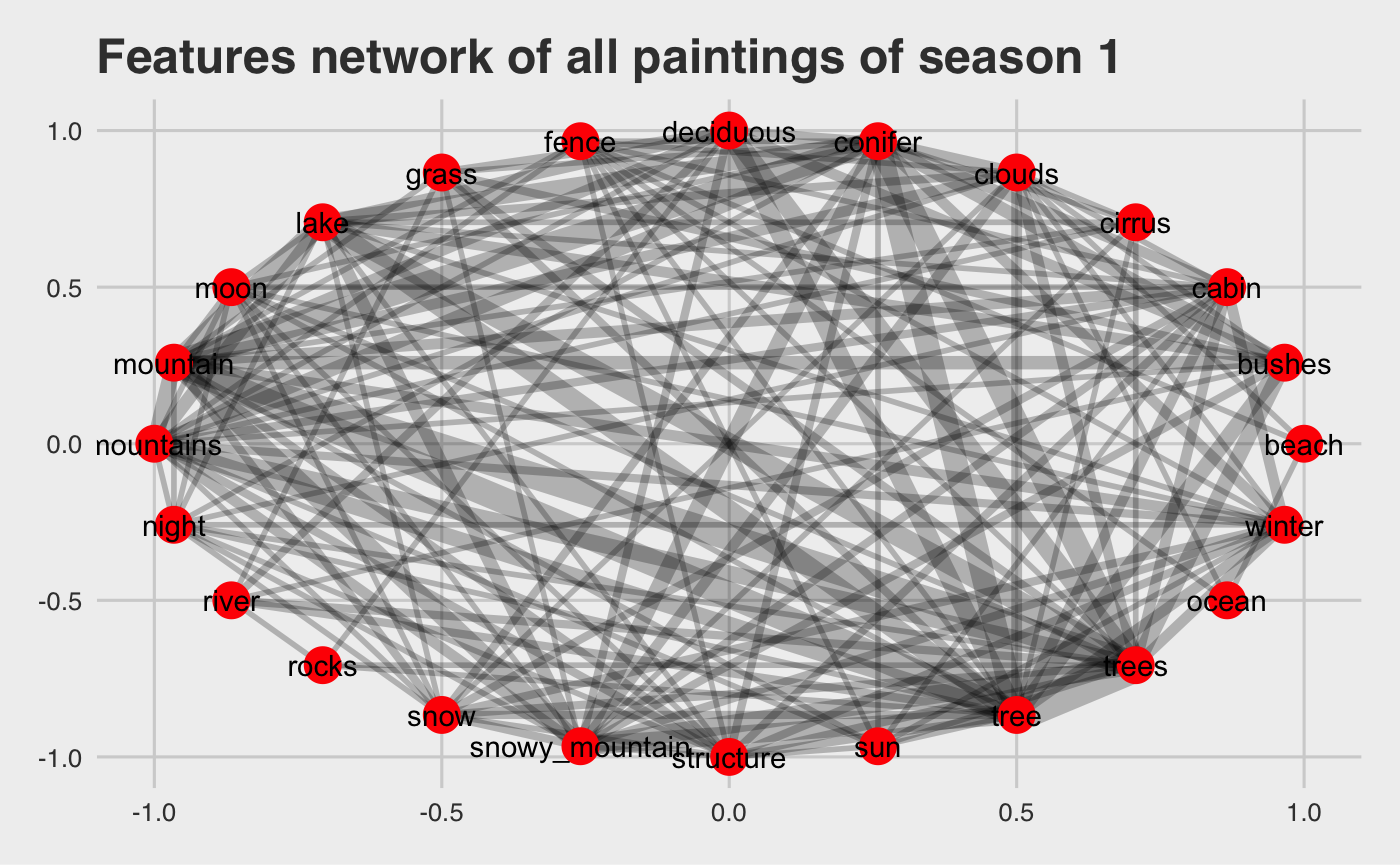 Features network of all paintings of season 1
1.0
0.5
0.0
-0.5
-1.0
deciduous
fence
conifer
grass
clouds
lake
cirrus
moon
cabin
mountain
bushes
nountains
beach
night
winter
river
ocean
rocks
trees
snow
tree
snowy_mountain
structure
sun
-1.0
-0.5
0.0
0.5
1.0